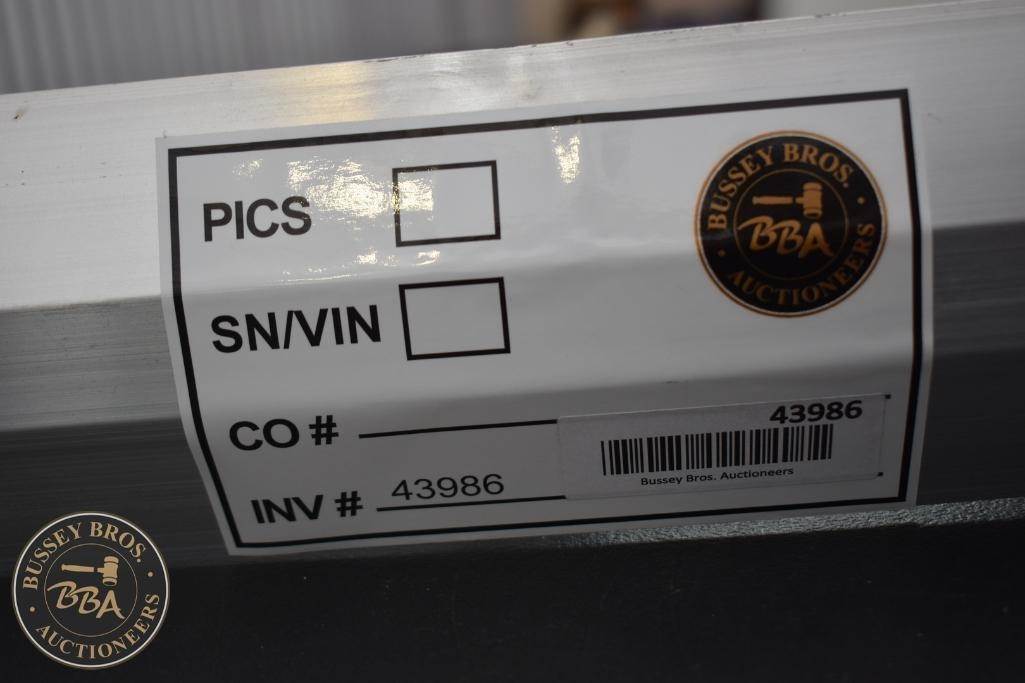 PICS
BUSSEY BROS.
BBA
AUCTIONEERS
SN/VIN
CO #
43986
Bussey Bros. Auctioneers
INV # 43986
BUSSEY BROS.
BBA
AUCTIONEERS